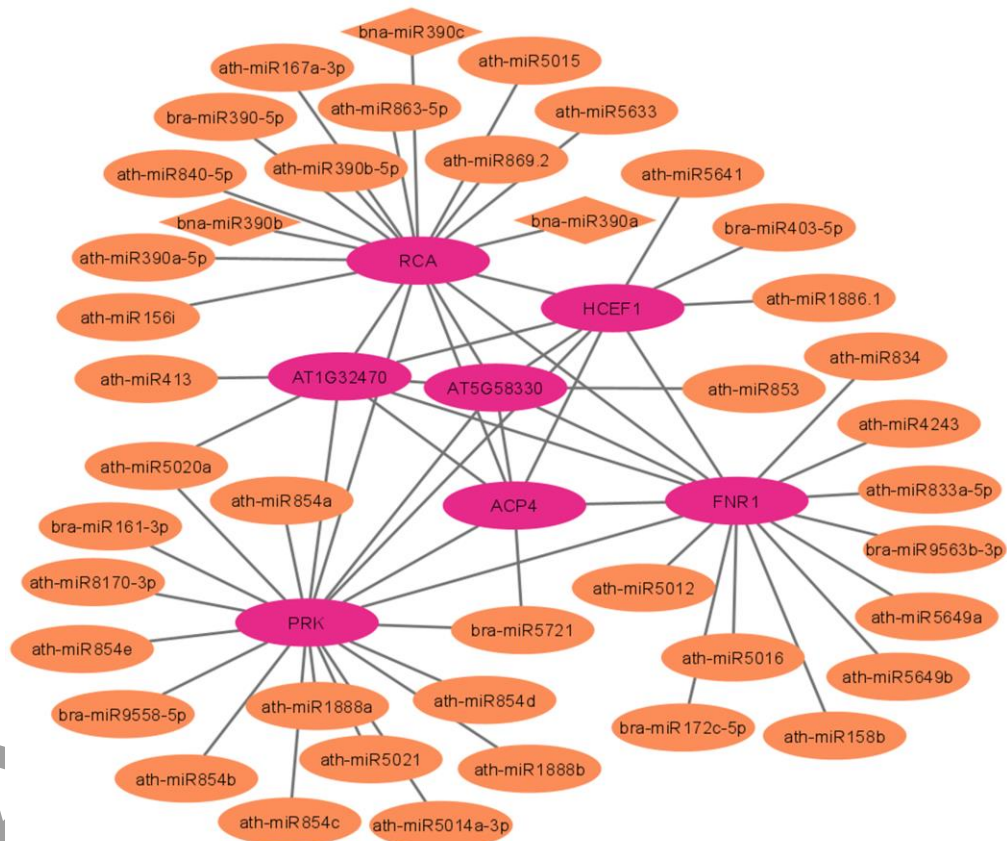 bna-miR390c
ath-miR167a-3p
ath-miR5015
bra-miR390-5p
ath-miR863-5p
ath-miR5633
ath-miR840-5p
ath-miR390b-5p
ath-miR869.2
ath-miR5641
bna-miR390b
bna-miR390a
bra-miR403-5p
ath-miR390a-5p
RCA
HCEF1
ath-miR1886.1
ath-miR156i
ath-miR413
AT1G32470
AT5G58330
ath-miR853
ath-miR834
ath-miR4243
ath-miR5020a
ath-miR854a
ACP4
FNR1
ath-miR833a-5p
bra-miR161-3p
bra-miR9563b-3p
ath-miR8170-3p
ath-miR5012
ath-miR5649a
PRK
bra-miR5721
ath-miR854e
ath-miR5016
ath-miR5649b
bra-miR9558-5p
ath-miR1888a
ath-miR854d
bra-miR172c-5p
ath-miR158b
ath-miR854b
ath-miR5021
ath-miR1888b
ath-miR854c
ath-miR5014a-3p